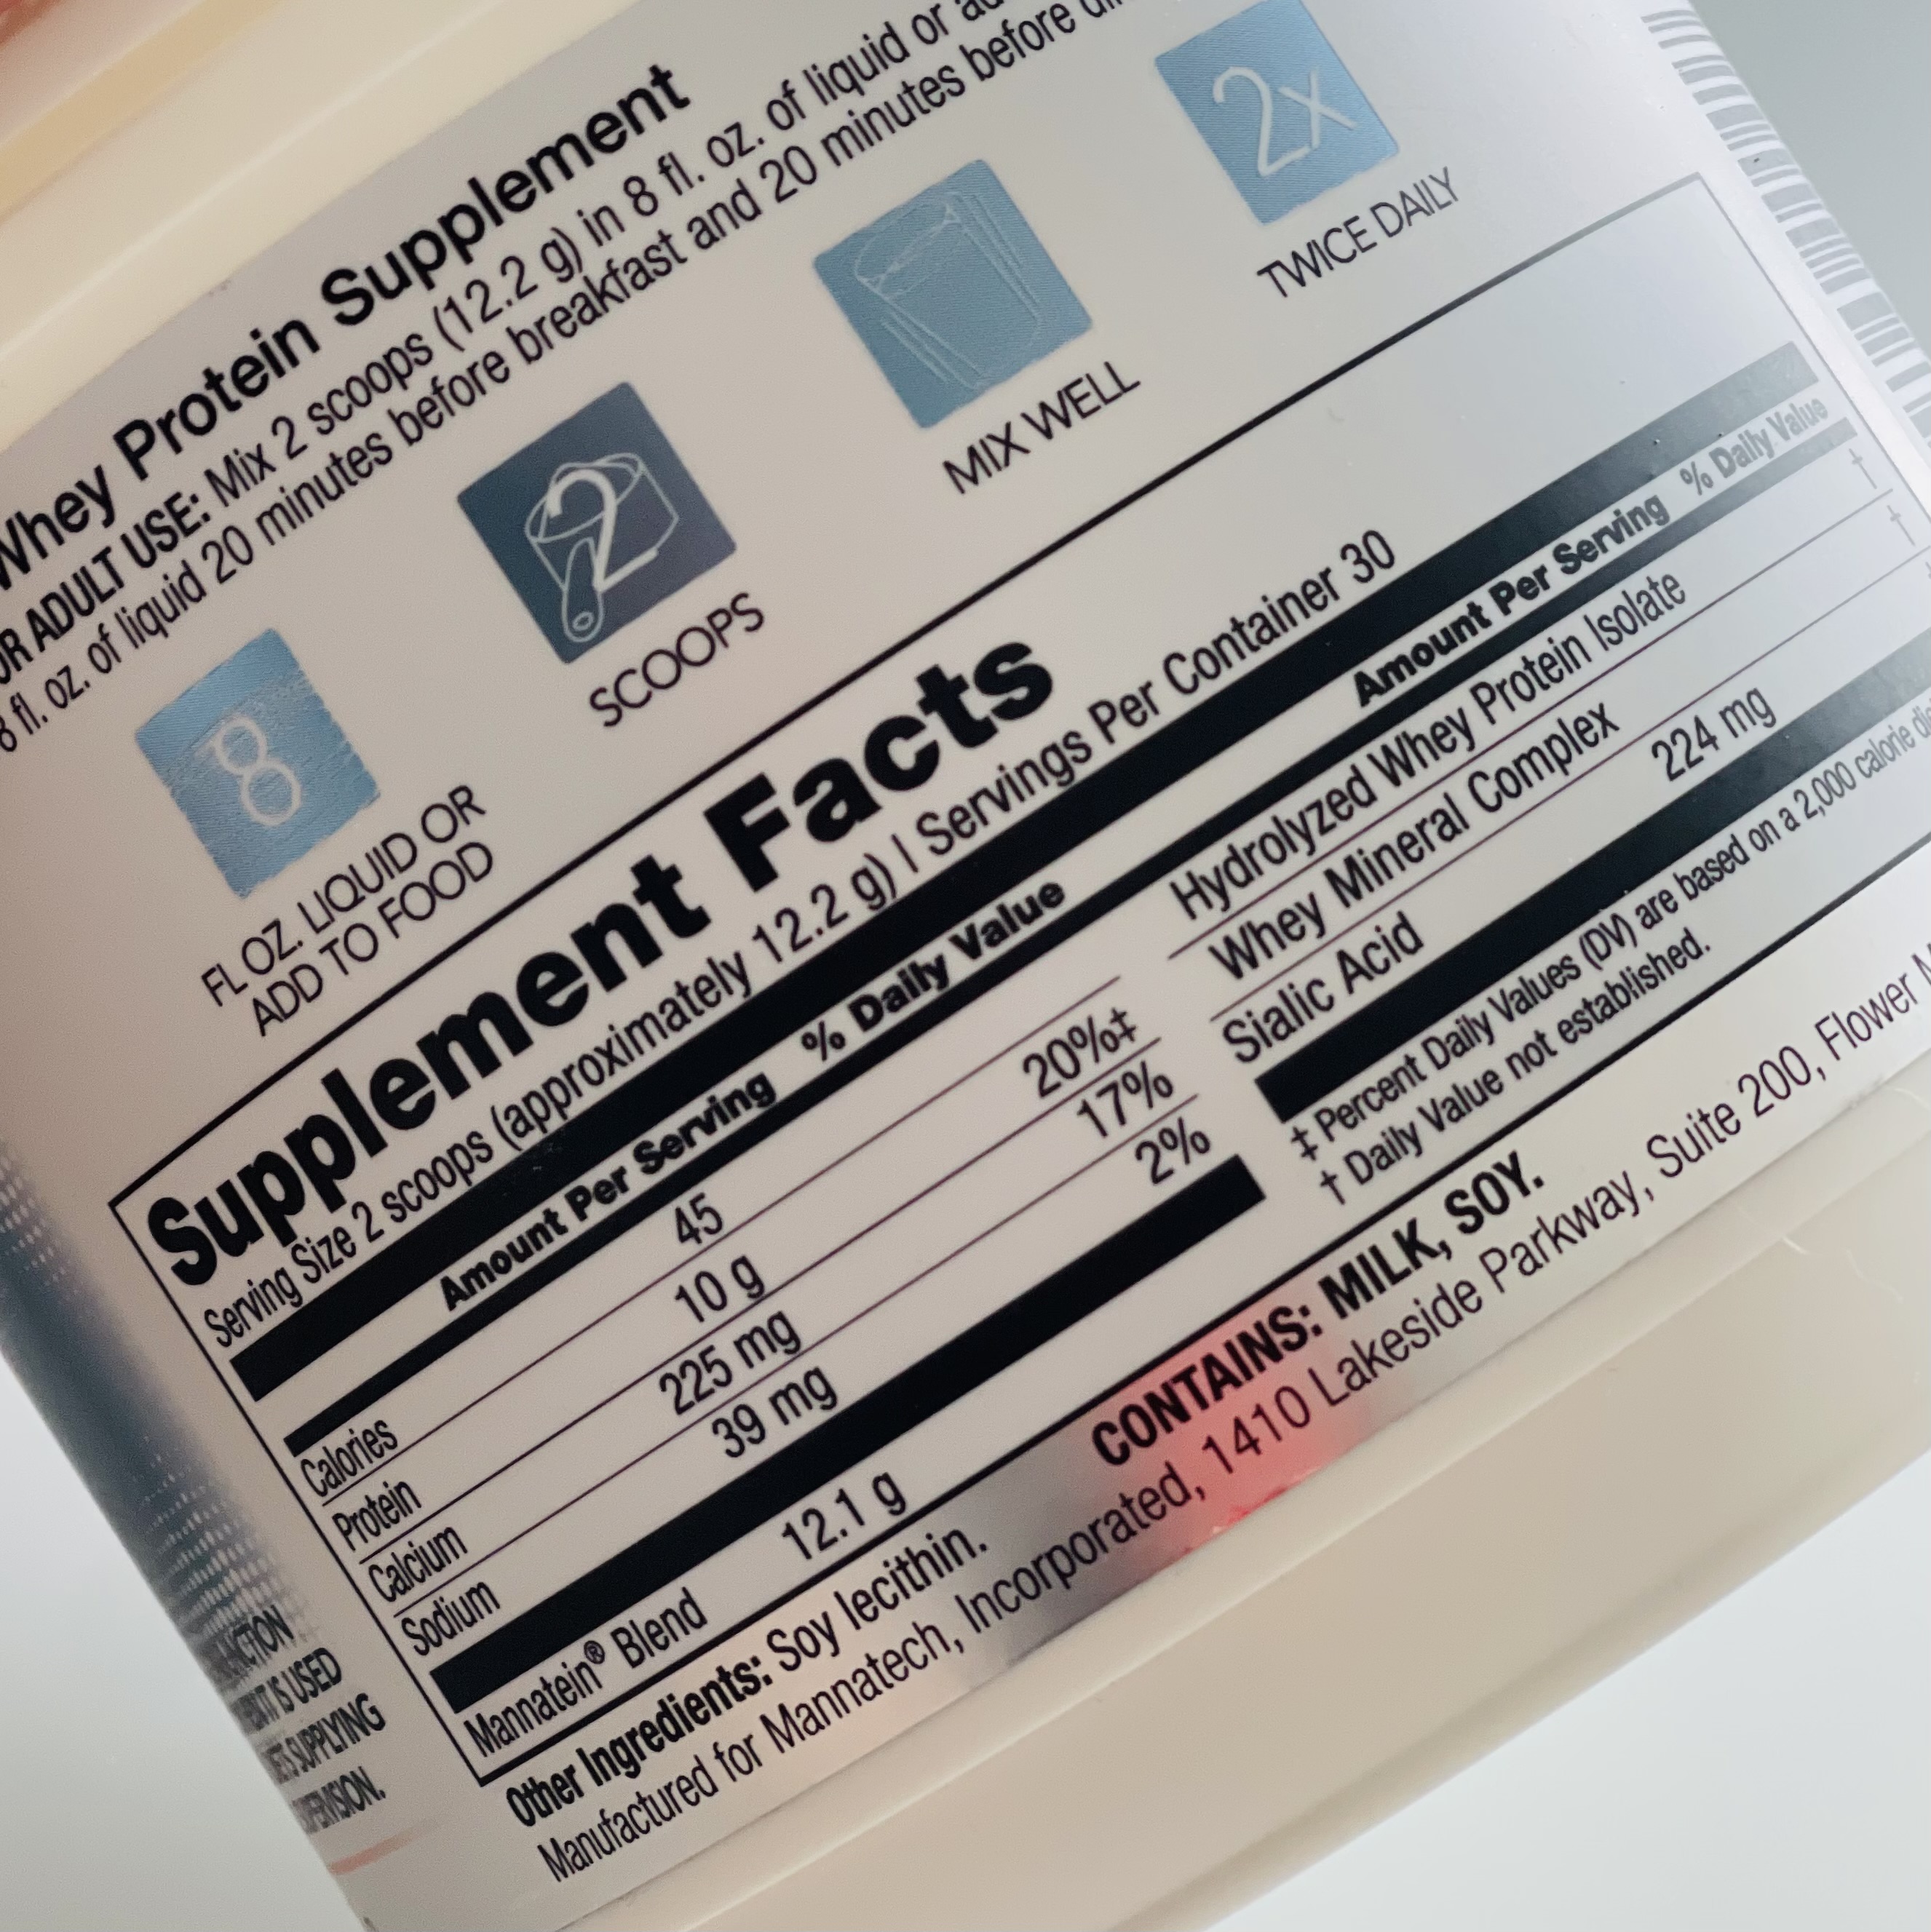 Whey Protein Supplement
ADULT USE: Mix 2 scoops (12.2 g) in 8 fl. oz. of liquid or
8 fl. oz. of liquid 20 minutes before breakfast and 20 minutes before
8
FL OZ. LIQUID OR
ADD TO FOOD
2
SCOOPS
MIX WELL
2x
TWICE DAILY
Supplement Facts
Serving Size 2 scoops (approximately 12.2 g) | Servings Per Container 30
Amount Per Serving % Daily Value
Calories 45
Protein 10 g 20%‡
Calcium 225 mg 17%
Sodium 39 mg 2%
Mannatein® Blend 12.1 g
Amount Per Serving % Daily Value
Hydrolyzed Whey Protein Isolate †
Whey Mineral Complex †
Sialic Acid 224 mg
‡ Percent Daily Values (DV) are based on a 2,000 calorie
† Daily Value not established.
Other Ingredients: Soy lecithin.
CONTAINS: MILK, SOY.
Manufactured for Mannatech, Incorporated, 1410 Lakeside Parkway, Suite 200, Flower
IS USED
SUPPLYING